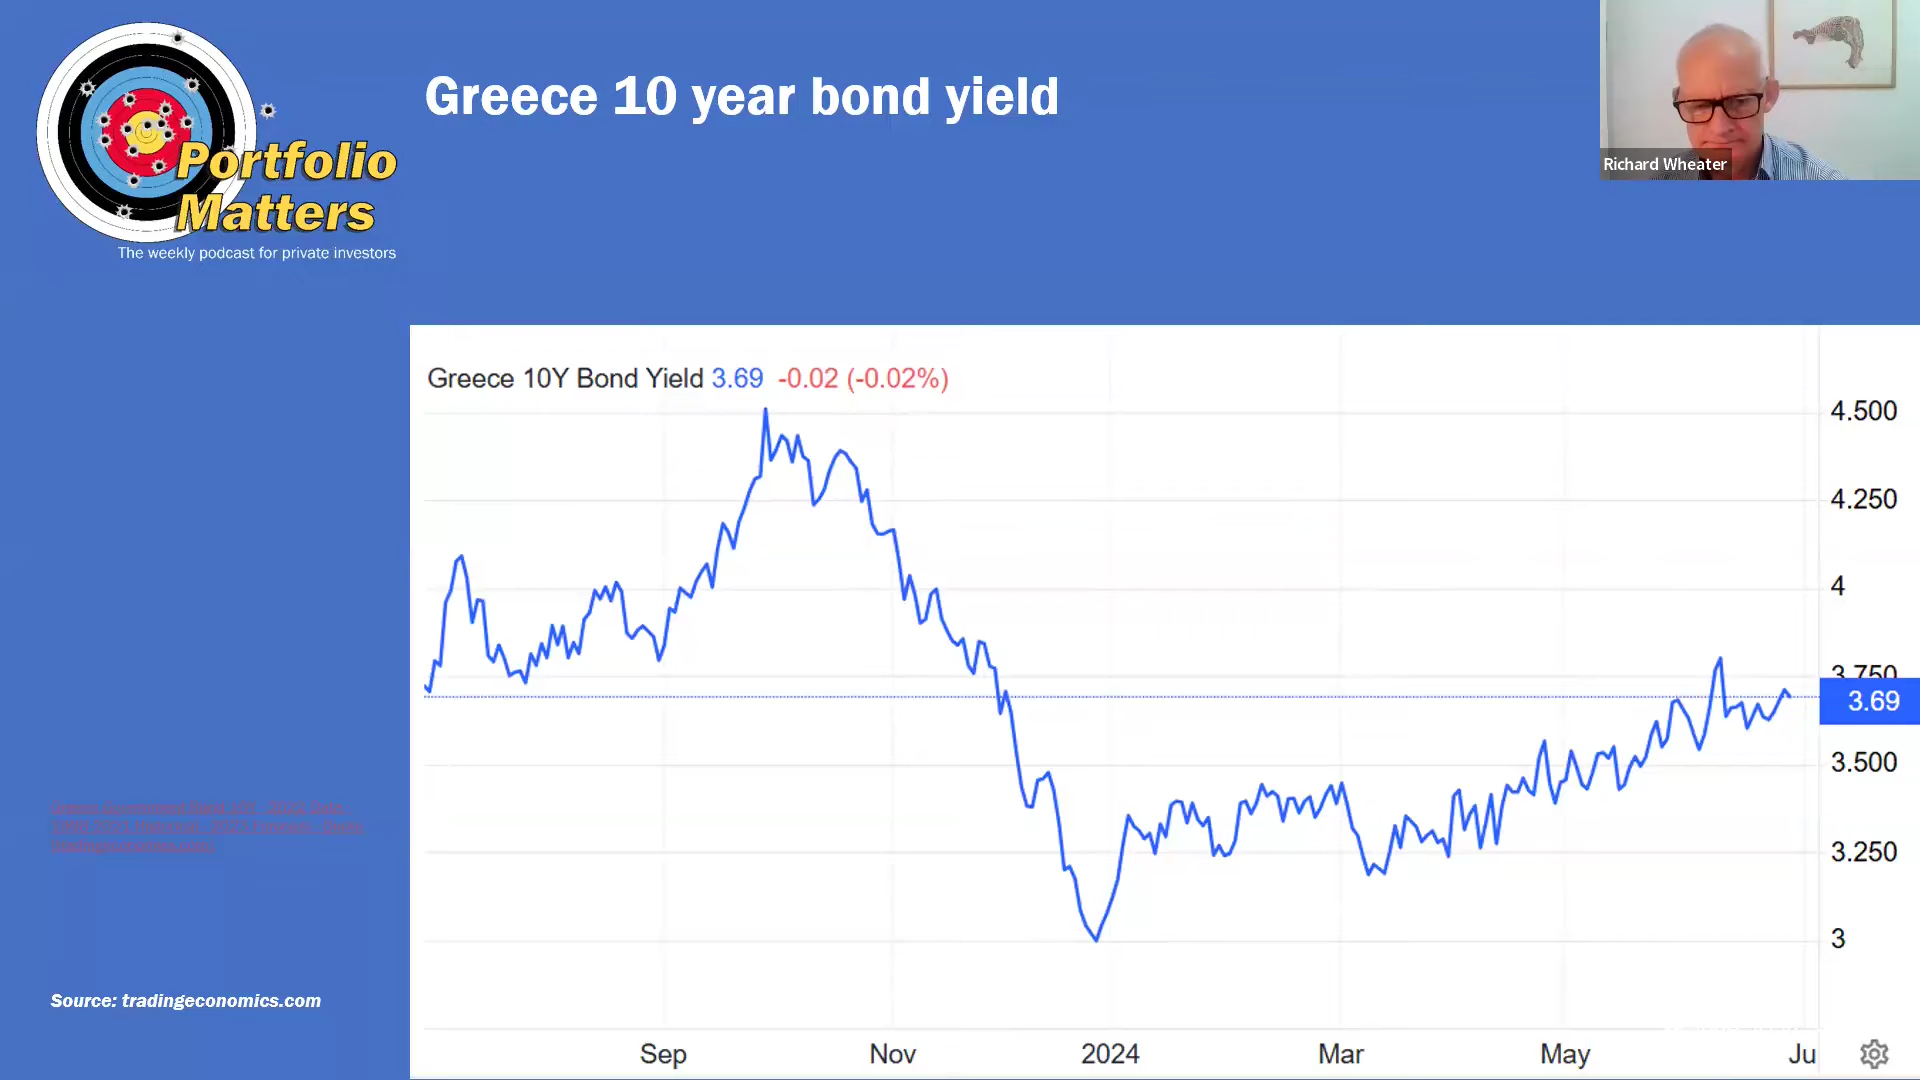 Portfolio
Matters
The weekly podcast for private investors
Greece 10 year bond yield
Richard Wheater
Greece 10Y Bond Yield 3.69 -0.02 (-0.02%)
4.500
4.250
4
3.750
3.69
3.500
3.250
3
Sep Nov 2024 Mar May Ju
Source: tradingeconomics.com